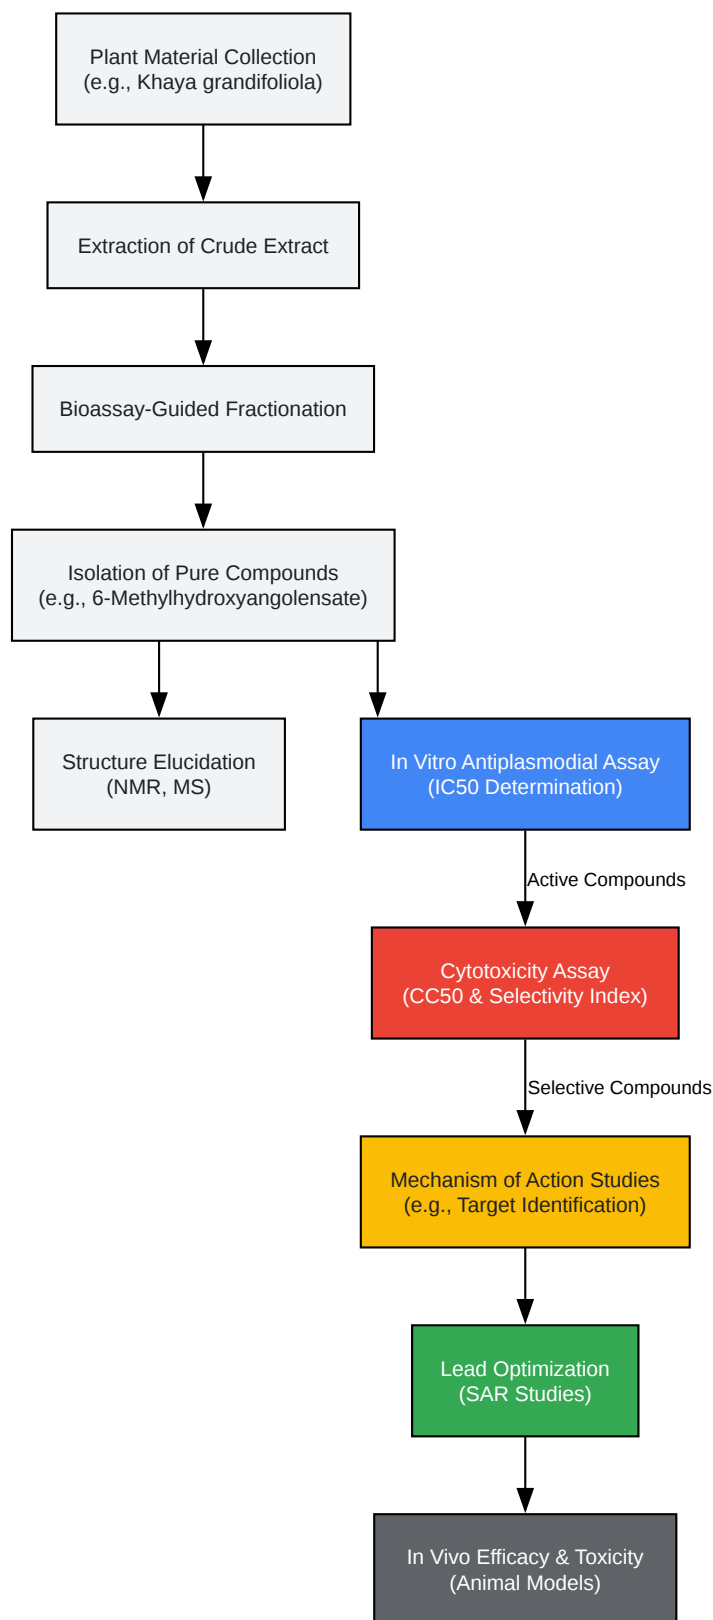 Plant Material Collection
(e.g., Khaya grandifoliola)
Extraction of Crude Extract
Bioassay-Guided Fractionation
Isolation of Pure Compounds
(e.g., 6-Methylhydroxyangolensate)
Structure Elucidation
(NMR, MS)
In Vitro Antiplasmodial Assay
(IC50 Determination)
Active Compounds
Cytotoxicity Assay
(CC50 & Selectivity Index)
Selective Compounds
Mechanism of Action Studies
(e.g., Target Identification)
Lead Optimization
(SAR Studies)
In Vivo Efficacy & Toxicity
(Animal Models)